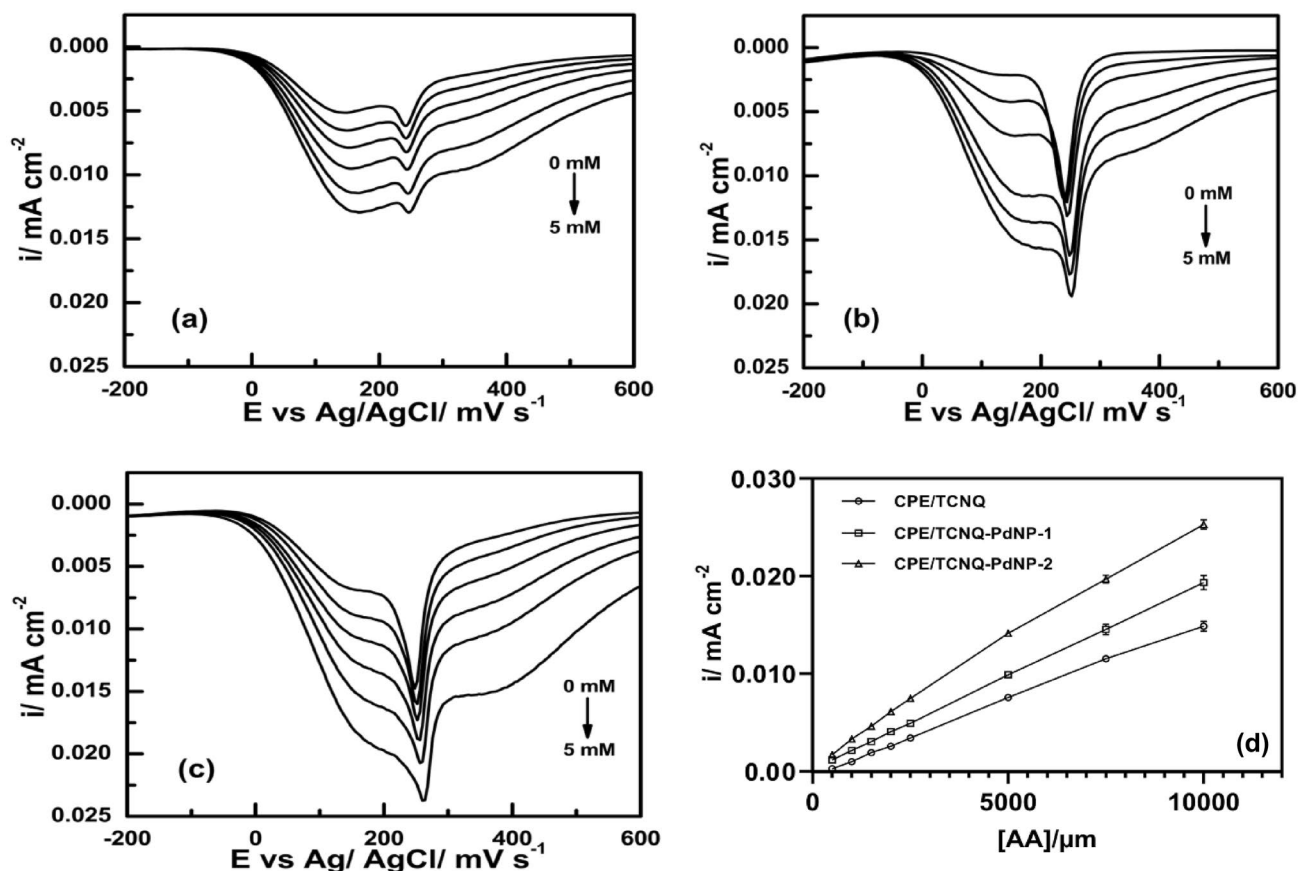 0.000
0.005
0.010
0.015
0.020
0.025
i/ mA cm⁻²
0 mM
5 mM
(a)
-200 0 200 400 600
E vs Ag/AgCl/ mV s⁻¹
0.000
0.005
0.010
0.015
0.020
0.025
i/ mA cm⁻²
0 mM
5 mM
(b)
-200 0 200 400 600
E vs Ag/AgCl/ mV s⁻¹
0.000
0.005
0.010
0.015
0.020
0.025
i/ mA cm⁻²
0 mM
5 mM
(c)
-200 0 200 400 600
E vs Ag/ AgCl/ mV s⁻¹
0.030
0.020
0.010
0.00
i/ mA cm⁻²
CPE/TCNQ
CPE/TCNQ-PdNP-1
CPE/TCNQ-PdNP-2
(d)
0 5000 10000
[AA]/µm